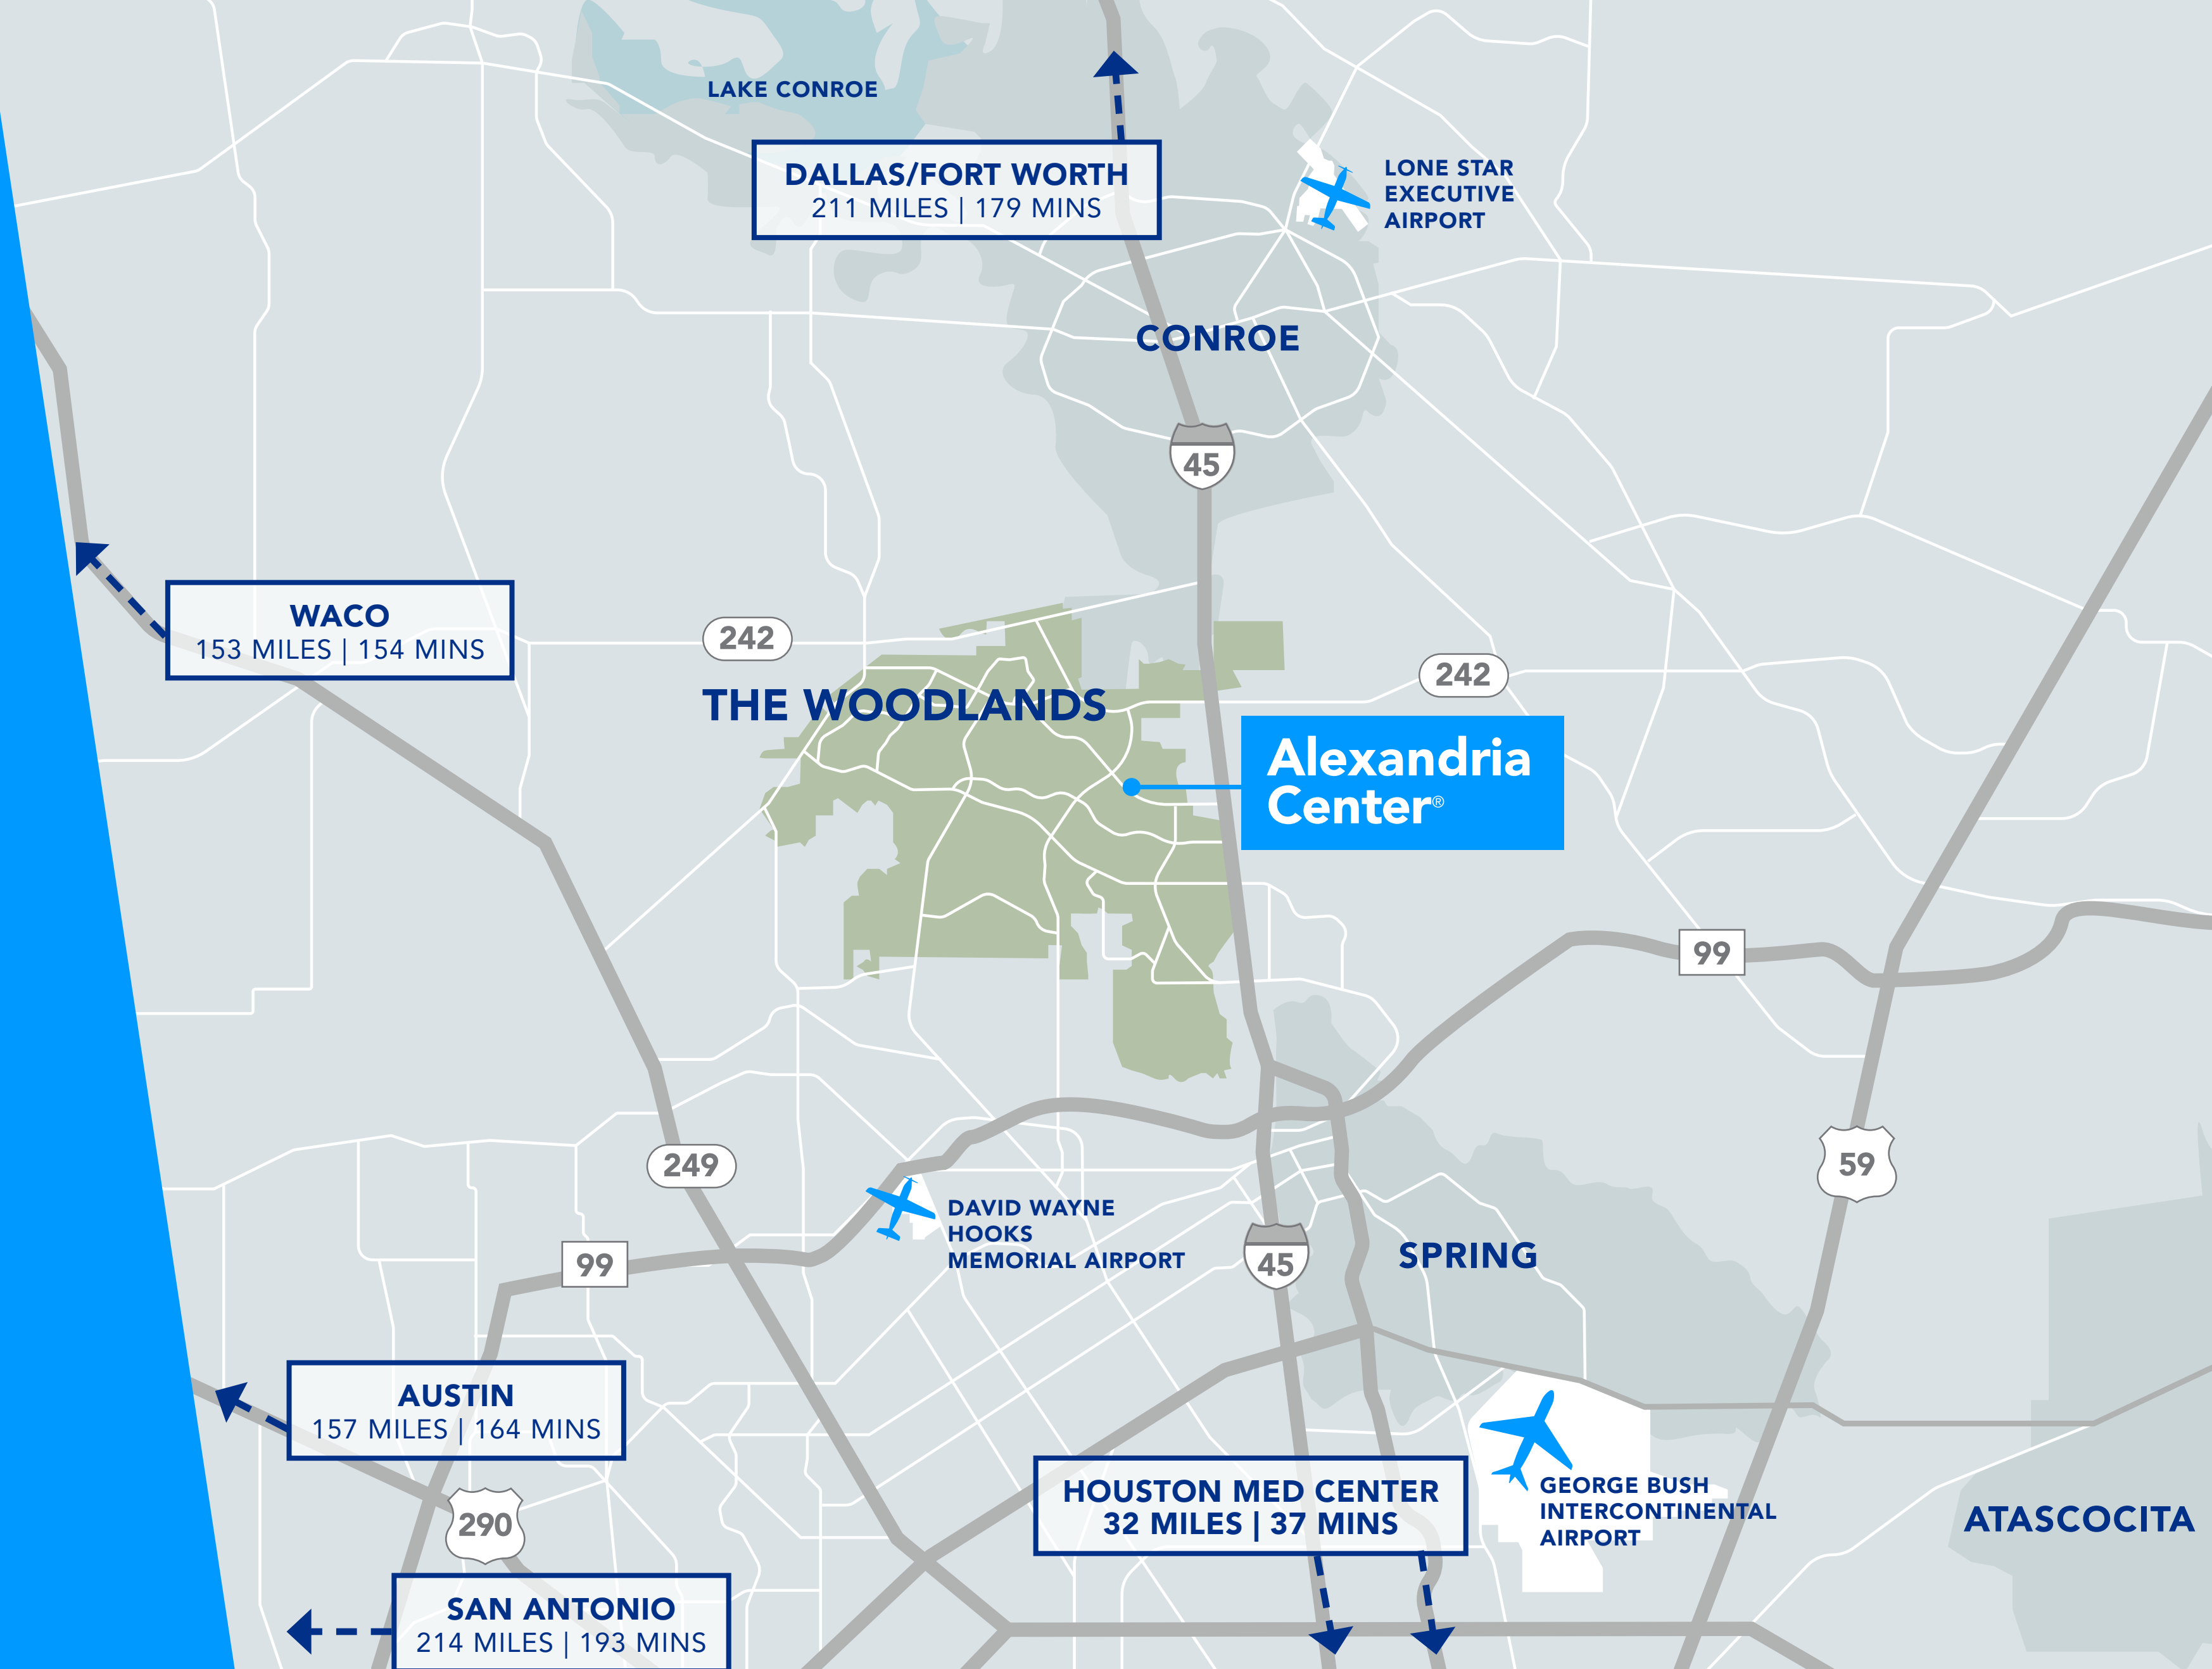 LAKE CONROE
DALLAS/FORT WORTH
211 MILES | 179 MINS
LONE STAR
EXECUTIVE
AIRPORT
CONROE
45
WACO
153 MILES | 154 MINS
242
242
THE WOODLANDS
Alexandria
Center®
99
249
59
DAVID WAYNE
HOOKS
MEMORIAL AIRPORT
99
45
SPRING
AUSTIN
157 MILES | 164 MINS
290
HOUSTON MED CENTER
32 MILES | 37 MINS
GEORGE BUSH
INTERCONTINENTAL
AIRPORT
ATASCOCITA
SAN ANTONIO
214 MILES | 193 MINS